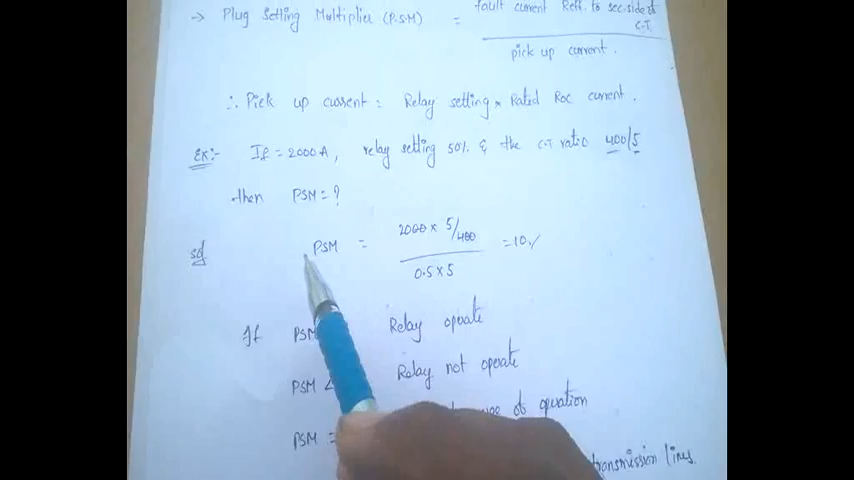 → Plug Setting Multiplier (P.S.M) = fault current Reff. to sec.side of C.T. / pick up current.
∴ Pick up current = Relay setting × Rated Roc current.
Ex:- If = 2000A, relay setting 50% & the C.T ratio 400/5
then PSM = ?
sol PSM = 2000 × 5/400 / 0.5 × 5 = 10
If PSM Relay operate
PSM < Relay not operate
PSM = of operation
transmission lines